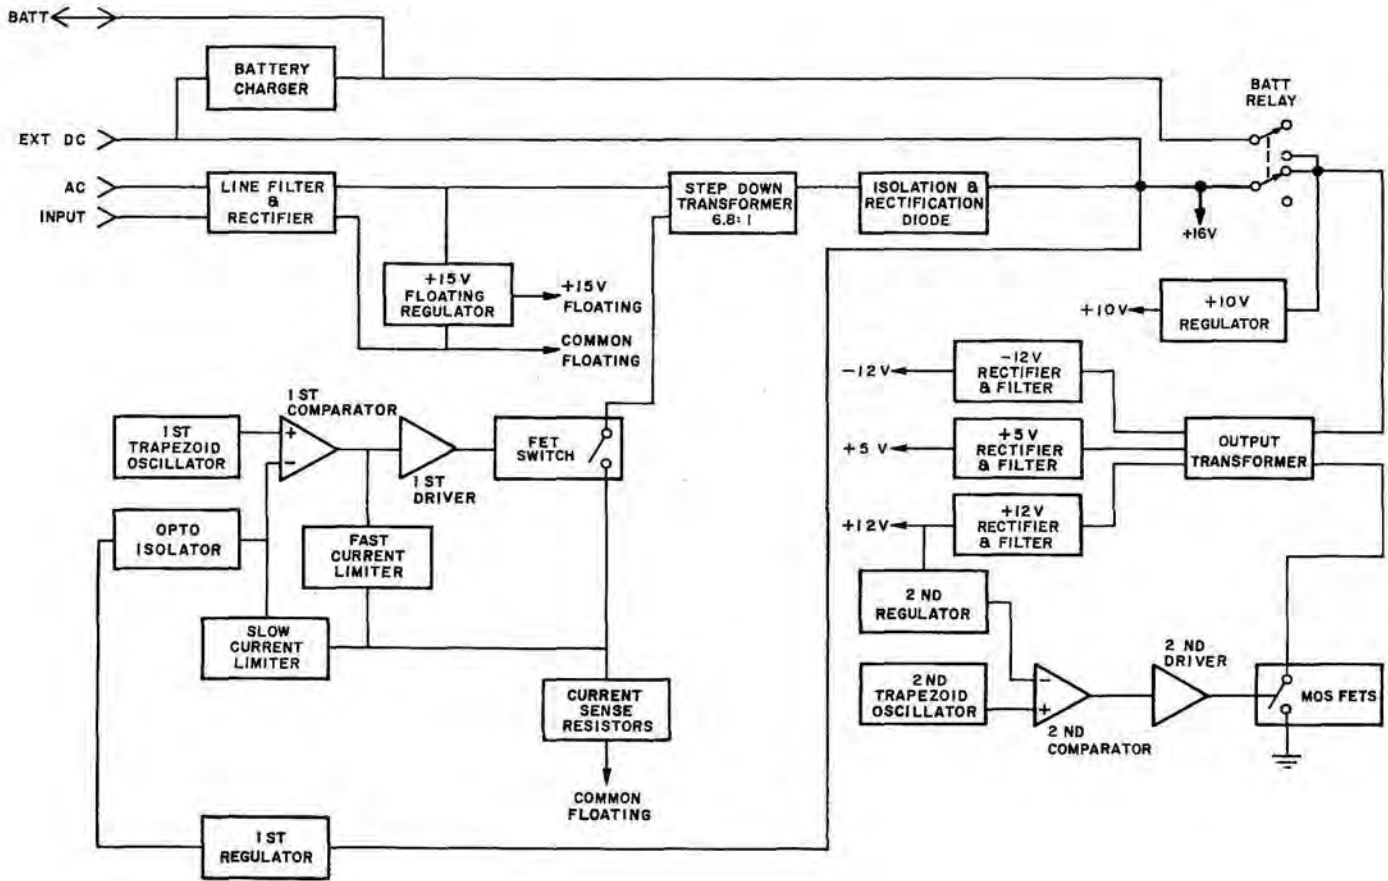 BATT
BATTERY
CHARGER
BATT
RELAY
EXT DC
AC
INPUT
LINE FILTER
&
RECTIFIER
STEP DOWN
TRANSFORMER
6.8:1
ISOLATION &
RECTIFICATION
DIODE
+16V
+15V
FLOATING
REGULATOR
+15V
FLOATING
COMMON
FLOATING
+10V
+10V
REGULATOR
-12V
-12V
RECTIFIER
& FILTER
1ST
COMPARATOR
1ST
TRAPEZOID
OSCILLATOR
+
-
1ST
DRIVER
FET
SWITCH
+5V
+5V
RECTIFIER
& FILTER
OUTPUT
TRANSFORMER
OPTO
ISOLATOR
FAST
CURRENT
LIMITER
+12V
+12V
RECTIFIER
& FILTER
2ND
REGULATOR
SLOW
CURRENT
LIMITER
2ND
TRAPEZOID
OSCILLATOR
-
+
2ND
COMPARATOR
2ND
DRIVER
MOS FETS
CURRENT
SENSE
RESISTORS
COMMON
FLOATING
1ST
REGULATOR